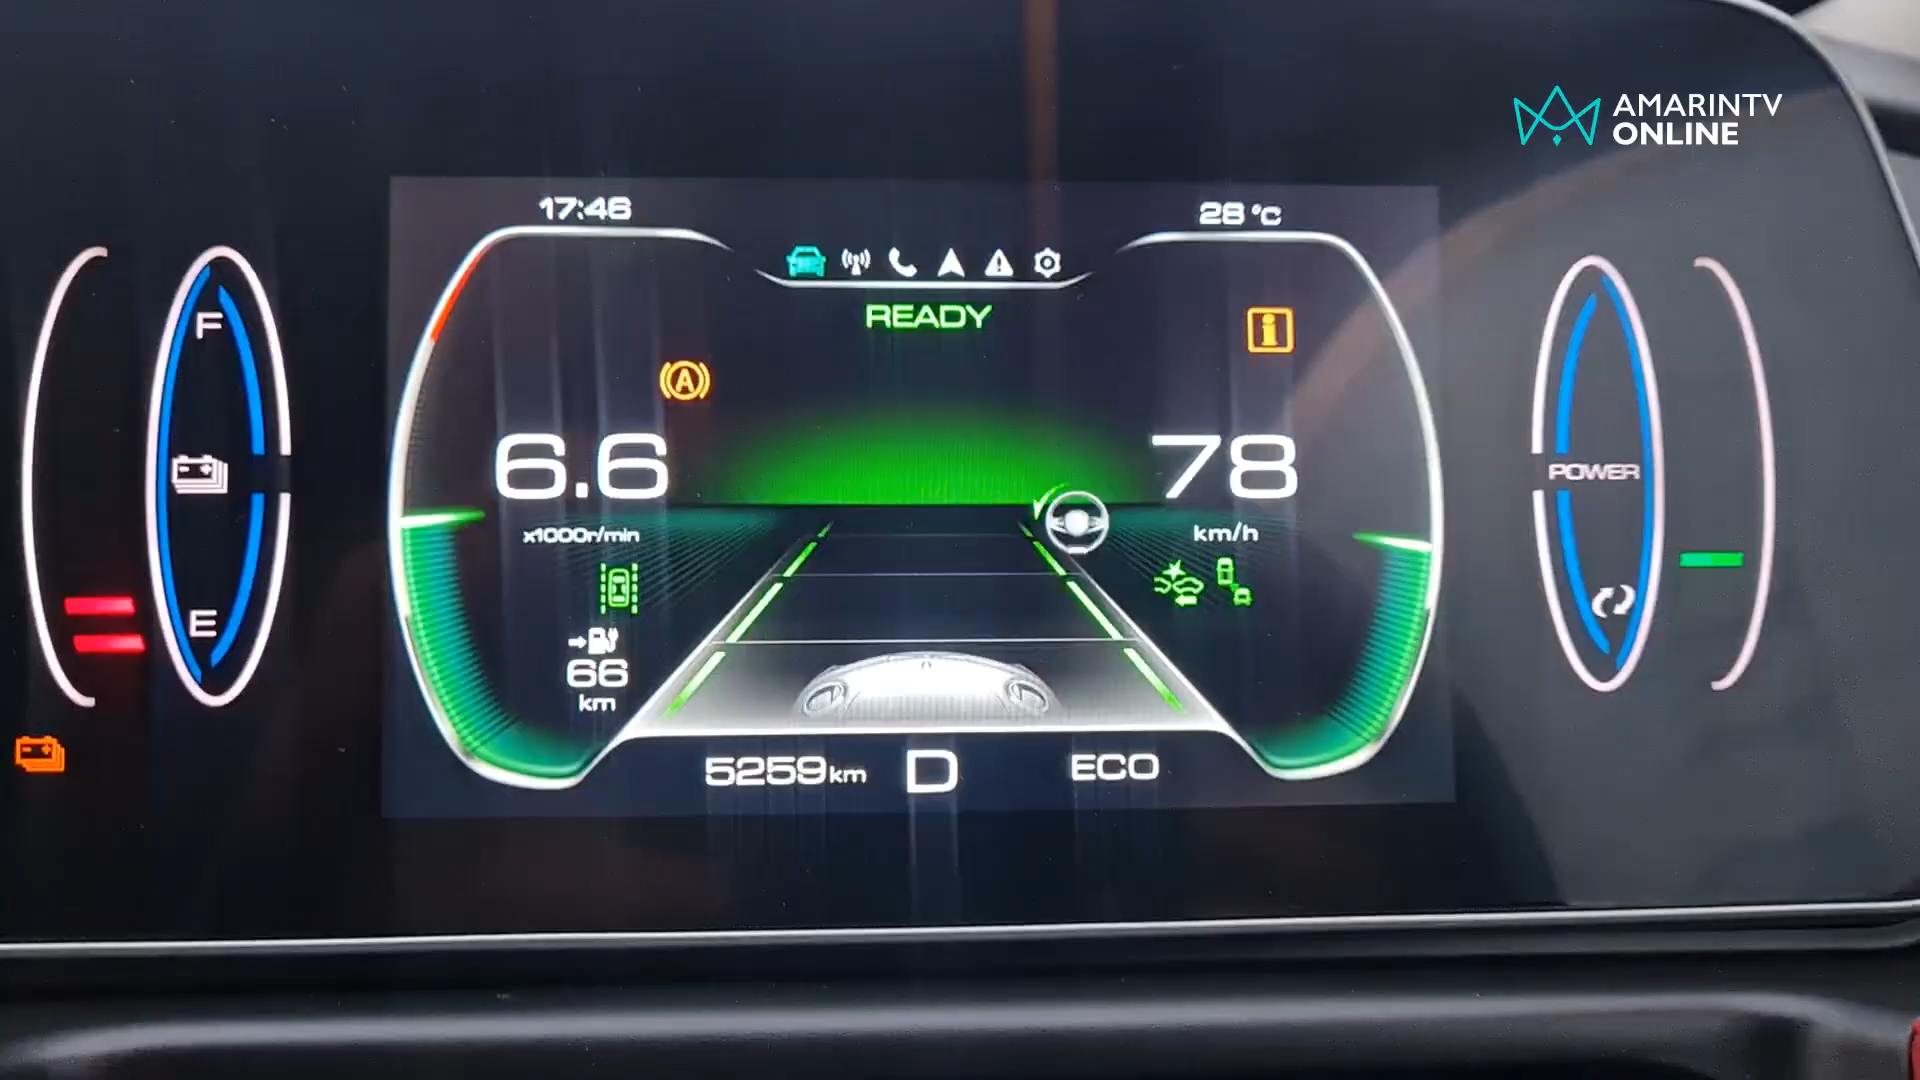 AMARINTV
ONLINE
17:46
28 °C
READY
F
A
i
6.6
78
POWER
x1000r/min
km/h
E
66
km
5259km
D
ECO